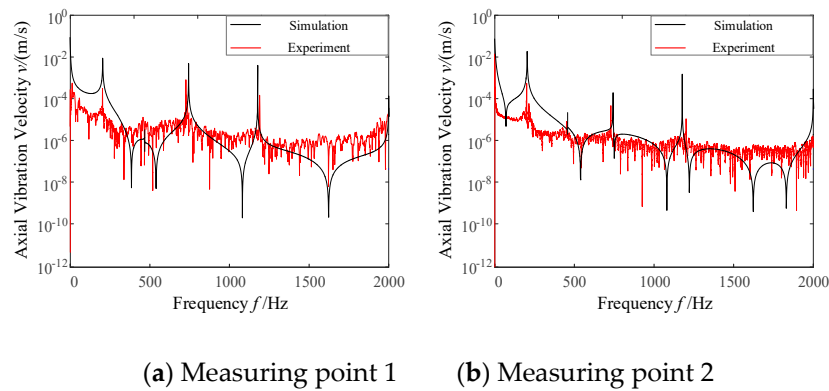 Simulation
Experiment
Axial Vibration Velocity v/(m/s)
10^0
10^-2
10^-4
10^-6
10^-8
10^-10
10^-12
0 500 1000 1500 2000
Frequency f /Hz
(a) Measuring point 1
Simulation
Experiment
Axial Vibration Velocity v/(m/s)
10^0
10^-2
10^-4
10^-6
10^-8
10^-10
10^-12
0 500 1000 1500 2000
Frequency f /Hz
(b) Measuring point 2